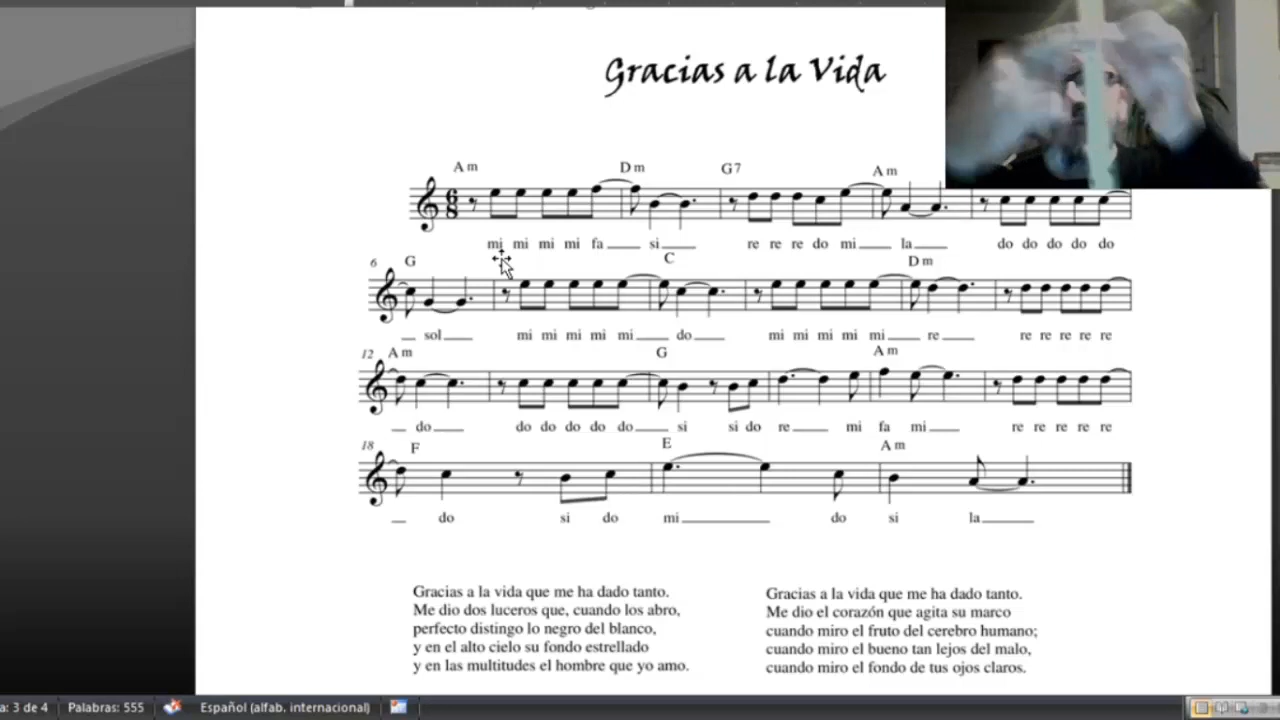 Gracias a la Vida
Am Dm G7 Am
6 8
mi mi mi mi fa si re re re do mi la do do do do do
6 G C Dm
sol mi mi mi mi mi do mi mi mi mi mi re re re re re re
12 Am G Am
do do do do do do si si do re mi fa mi re re re re re
18 F E Am
do si do mi do si la
Gracias a la vida que me ha dado tanto.
Me dio dos luceros que, cuando los abro,
perfecto distingo lo negro del blanco,
y en el alto cielo su fondo estrellado
y en las multitudes el hombre que yo amo.
Gracias a la vida que me ha dado tanto.
Me dio el corazón que agita su marco
cuando miro el fruto del cerebro humano;
cuando miro el bueno tan lejos del malo,
cuando miro el fondo de tus ojos claros.
a: 3 de 4 Palabras: 555 Español (alfab. internacional)